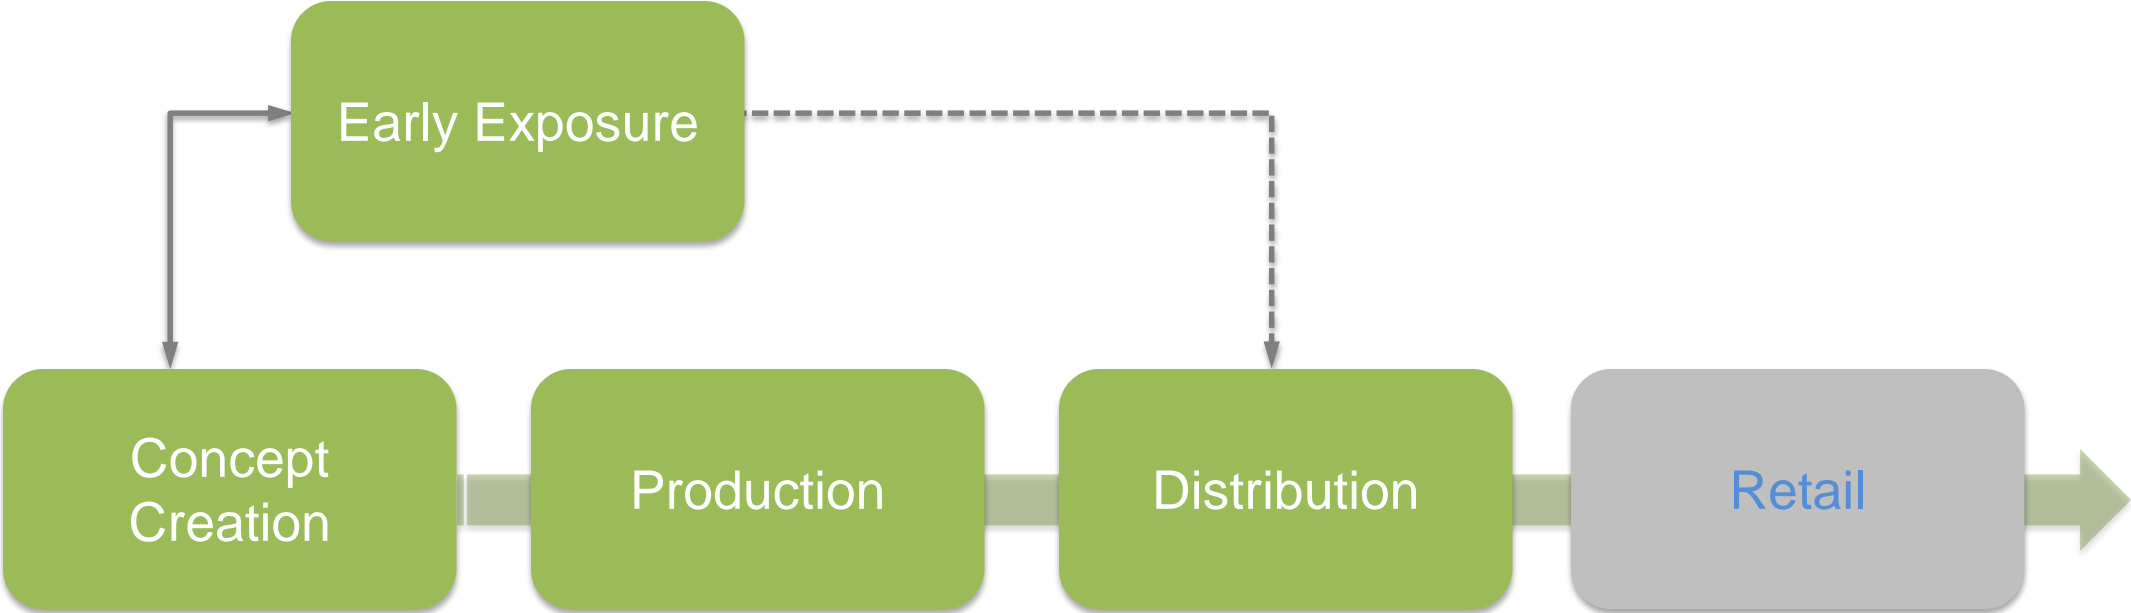 Early Exposure
Concept
Creation
Production
Distribution
Retail